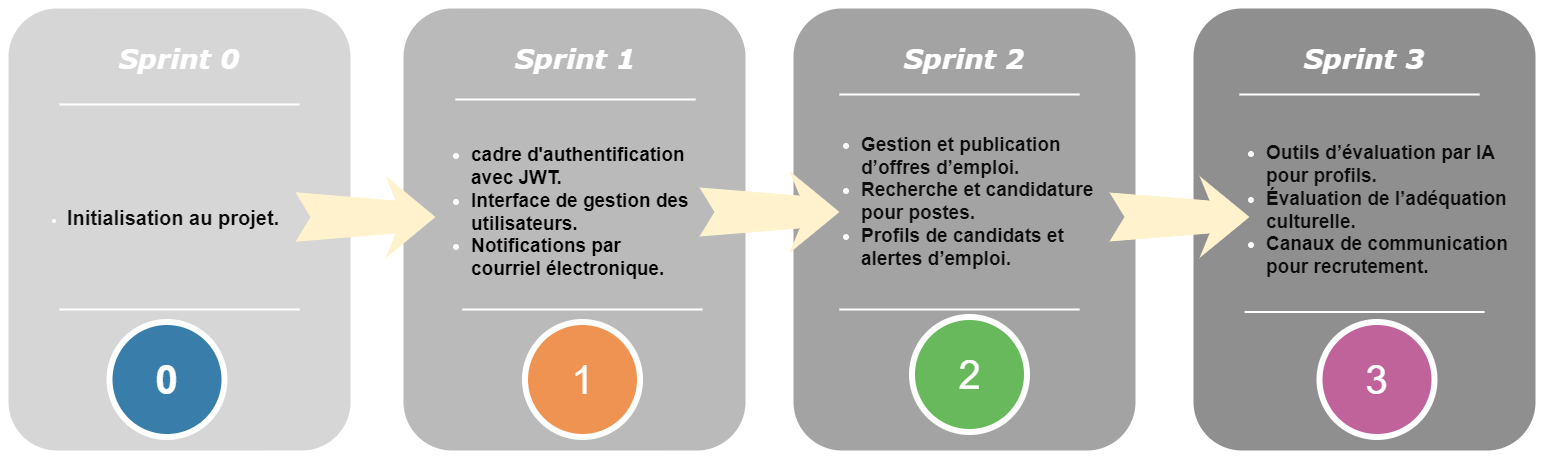 Sprint 0
Initialisation au projet.
0
Sprint 1
cadre d'authentification
avec JWT.
Interface de gestion des
utilisateurs.
Notifications par
courriel électronique.
1
Sprint 2
Gestion et publication
d’offres d’emploi.
Recherche et candidature
pour postes.
Profils de candidats et
alertes d’emploi.
2
Sprint 3
Outils d’évaluation par IA
pour profils.
Évaluation de l’adéquation
culturelle.
Canaux de communication
pour recrutement.
3